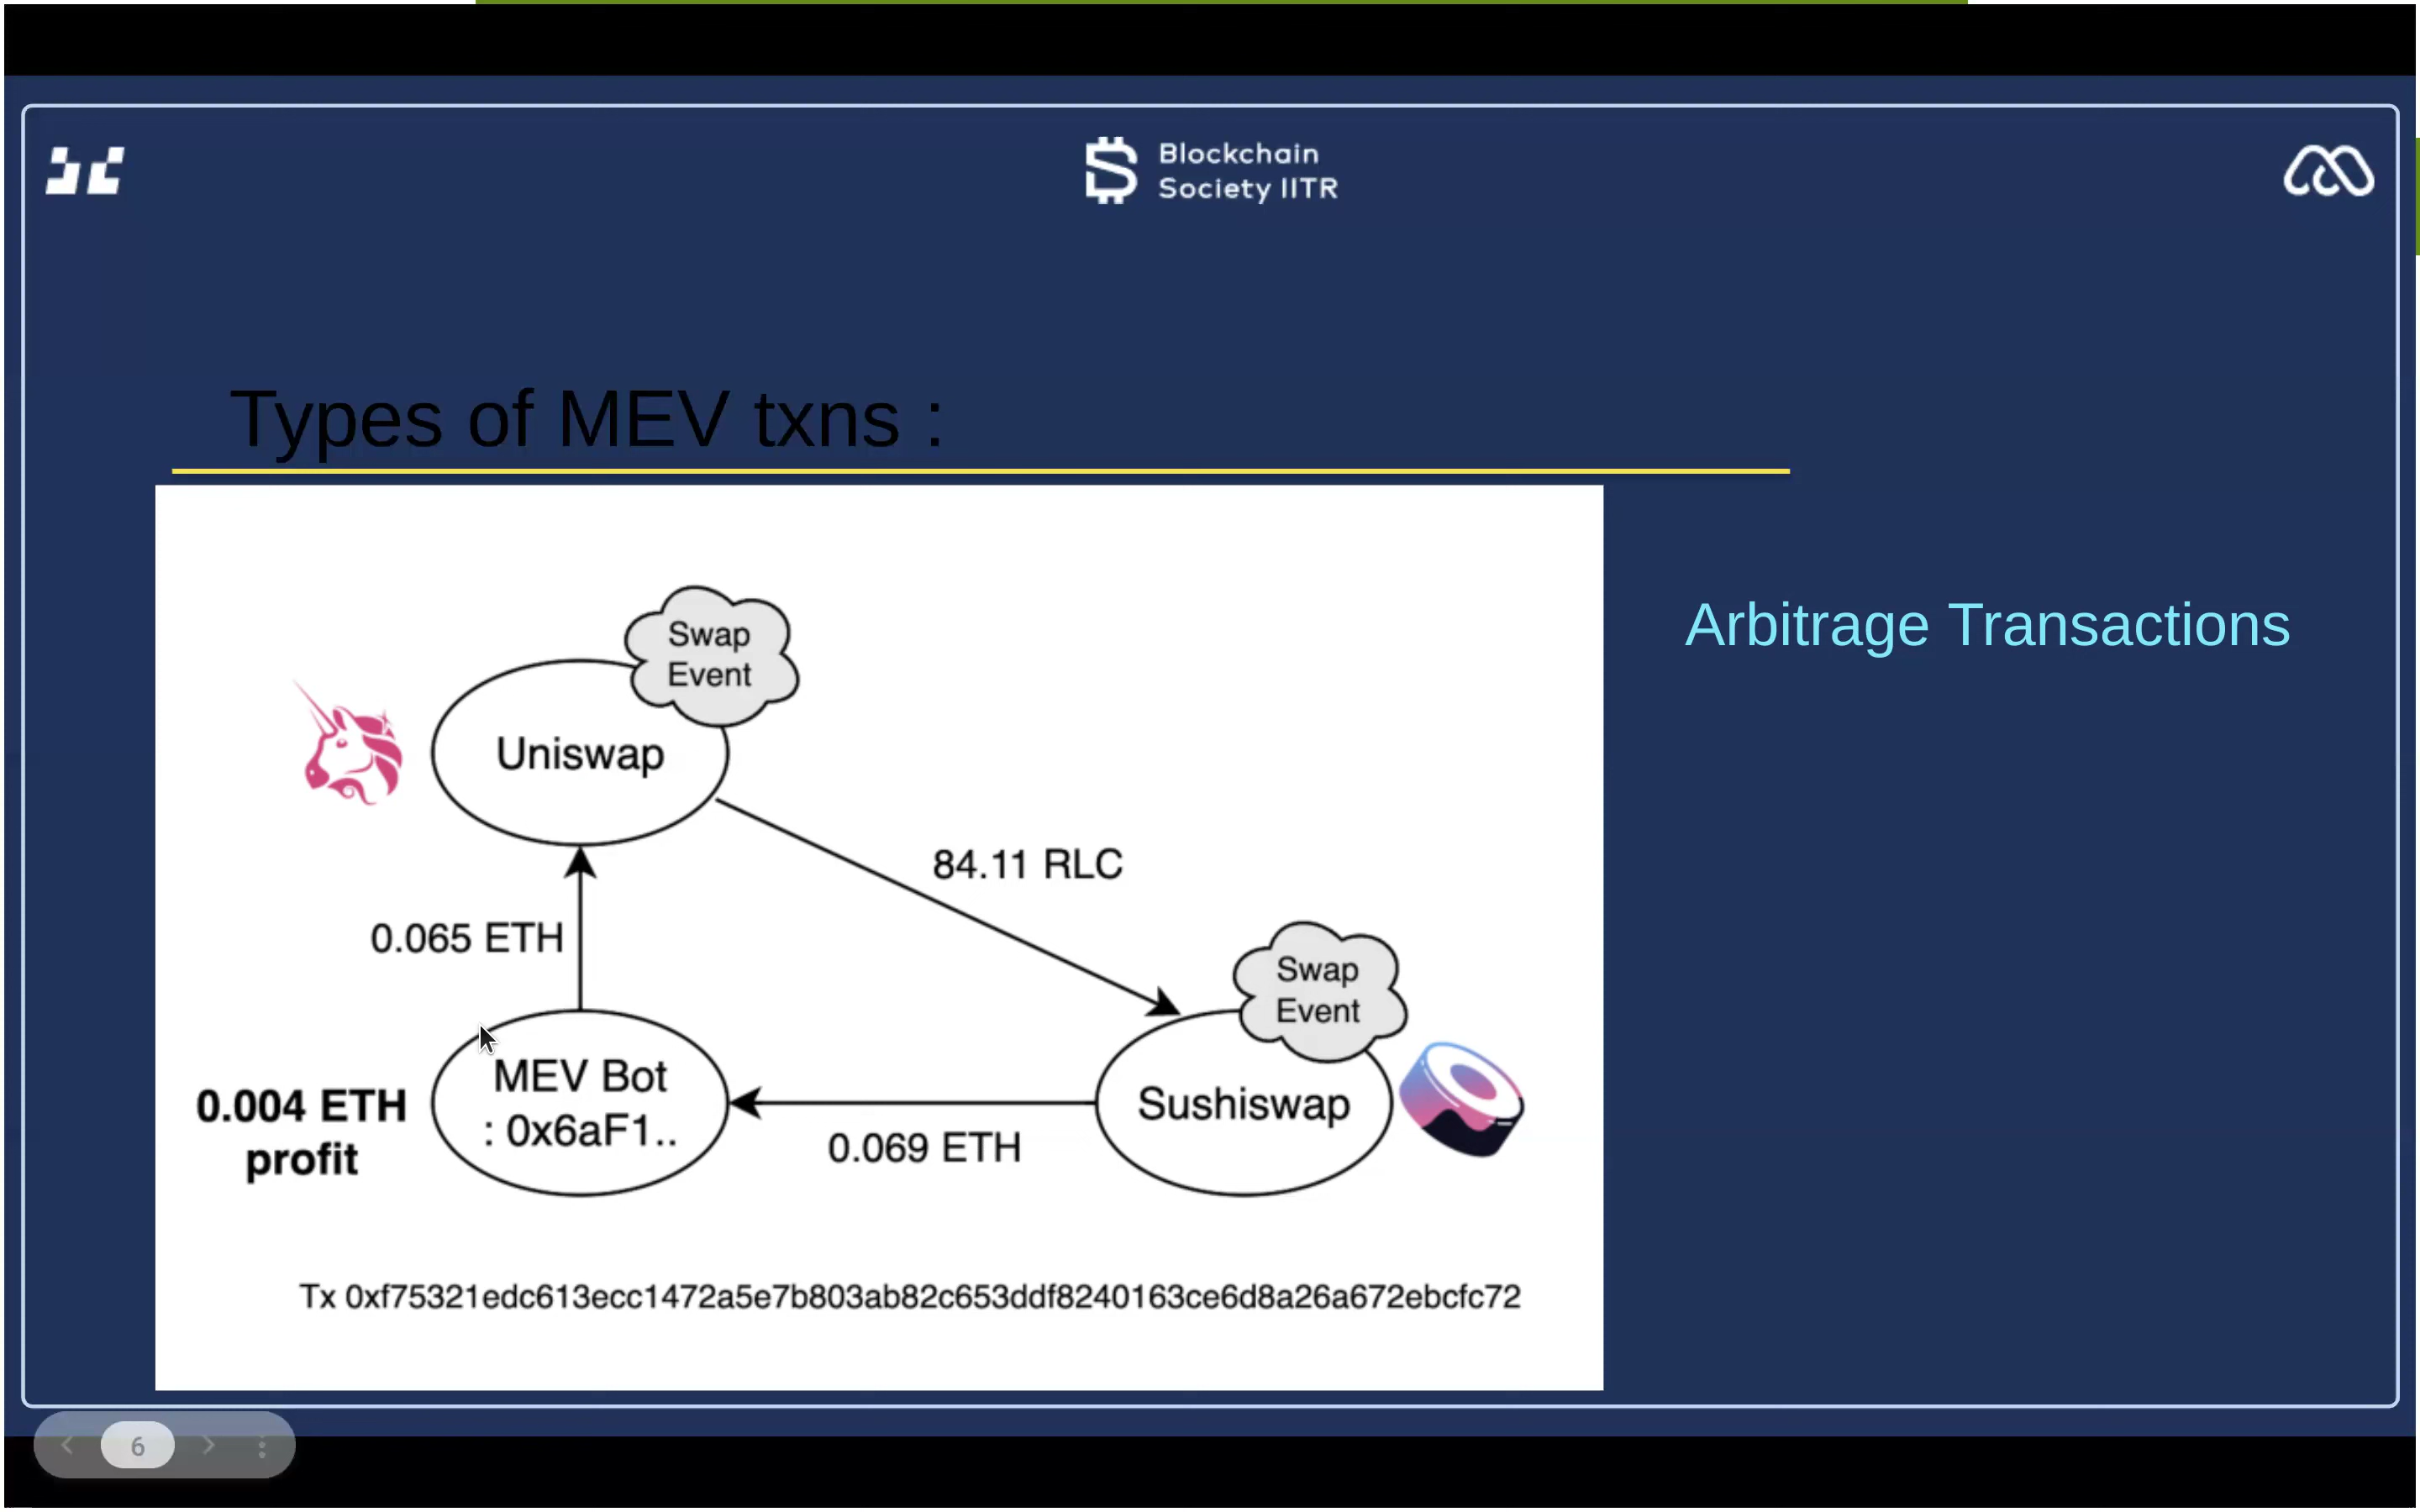 Blockchain
Society IITR
Types of MEV txns :
Arbitrage Transactions
Swap
Event
Uniswap
84.11 RLC
0.065 ETH
Swap
Event
MEV Bot
: 0x6aF1..
0.004 ETH
profit
Sushiswap
0.069 ETH
Tx 0xf75321edc613ecc1472a5e7b803ab82c653ddf8240163ce6d8a26a672ebcfc72
6